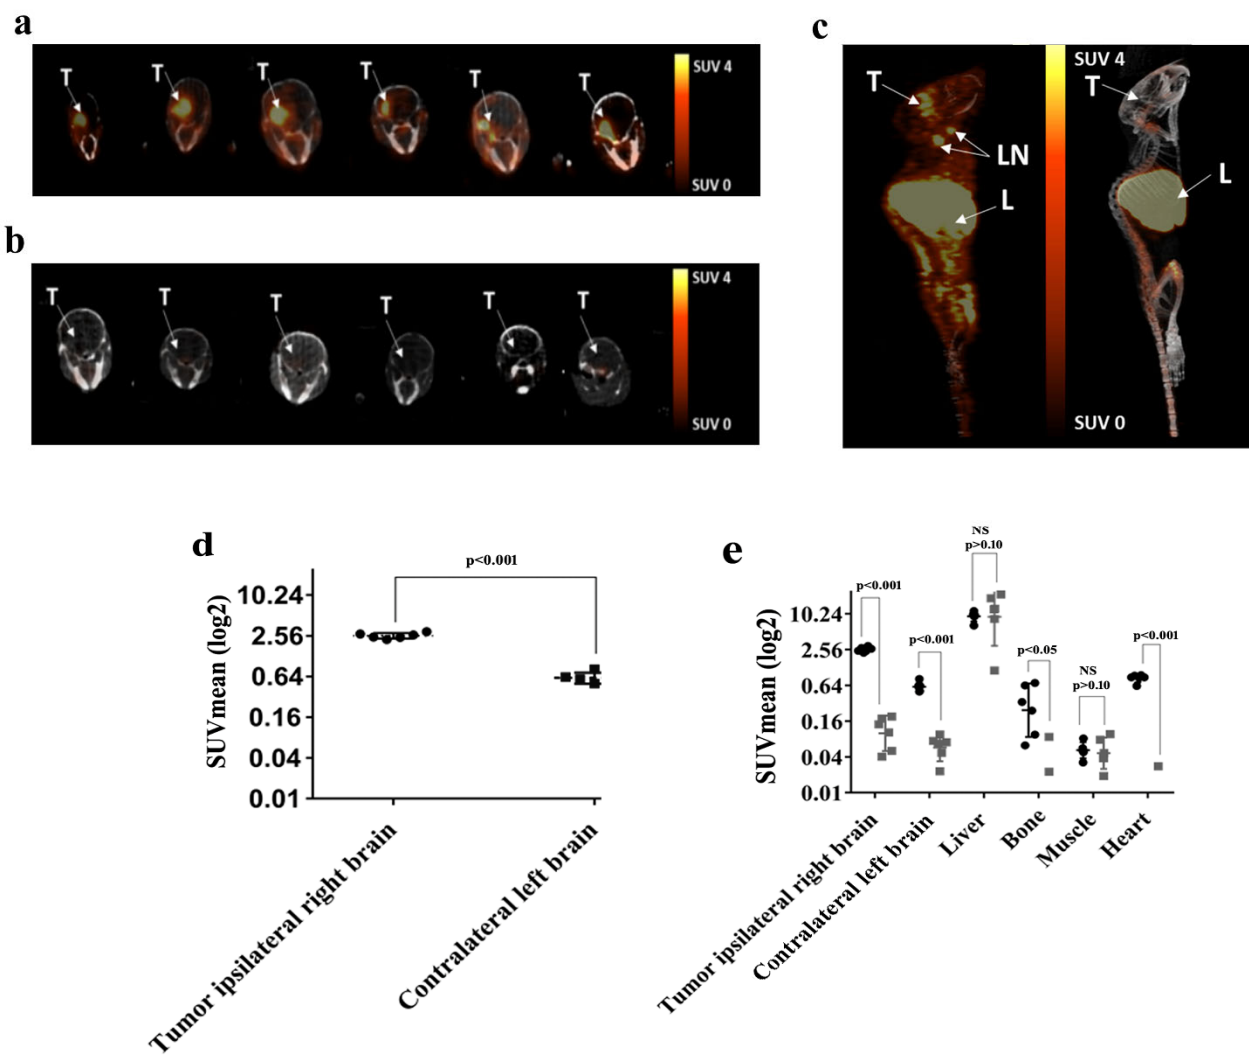 a
T T T T T T
SUV 4
SUV 0
b
T T T T T T
SUV 4
SUV 0
c
T
LN
L
SUV 4
SUV 0
T
L
d
p<0.001
SUVmean (log2)
10.24
2.56
0.64
0.16
0.04
0.01
Tumor ipsilateral right brain
Contralateral left brain
e
NS
p>0.10
p<0.001
p<0.001
p<0.05
NS
p>0.10
p<0.001
SUVmean (log2)
10.24
2.56
0.64
0.16
0.04
0.01
Tumor ipsilateral right brain
Contralateral left brain
Liver
Bone
Muscle
Heart